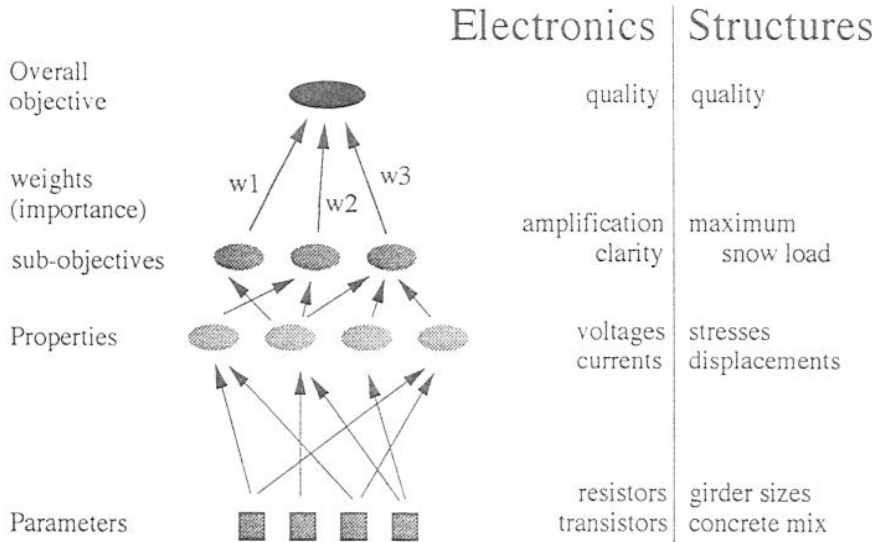 Electronics Structures
Overall
objective
quality quality
weights
(importance)
w1
w2
w3
amplification maximum
clarity snow load
sub-objectives
Properties
voltages stresses
currents displacements
resistors girder sizes
Parameters
transistors concrete mix